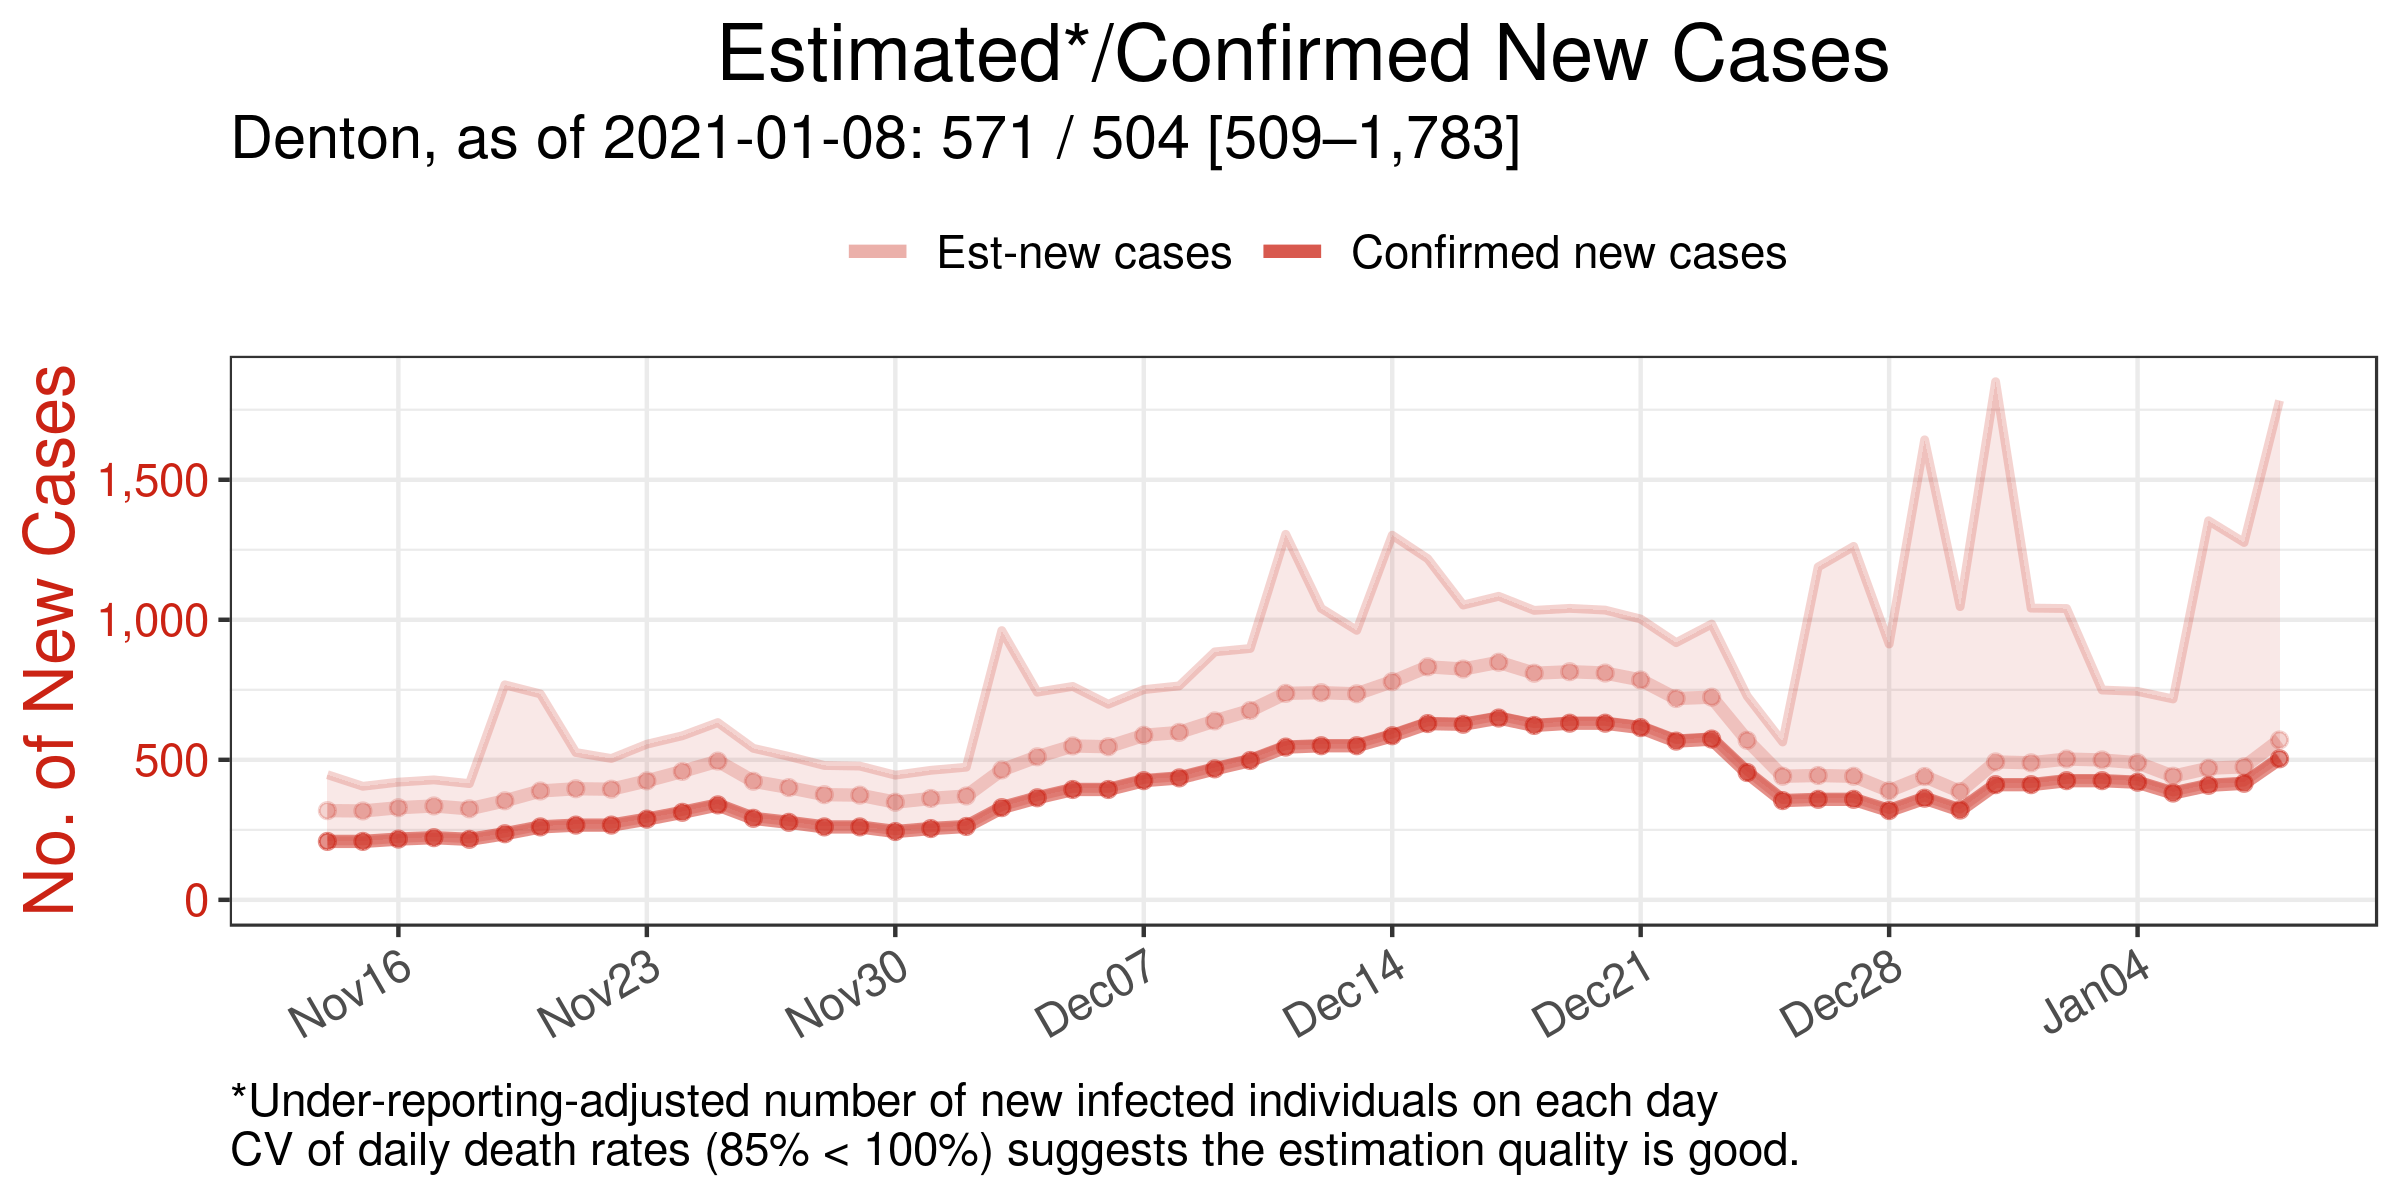 Estimated*/Confirmed New Cases
Denton, as of 2021-01-08: 571 / 504 [509–1,783]
Est-new cases
Confirmed new cases
No. of New Cases
1,500
1,000
500
0
Nov16
Nov23
Nov30
Dec07
Dec14
Dec21
Dec28
Jan04
*Under-reporting-adjusted number of new infected individuals on each day
CV of daily death rates (85% < 100%) suggests the estimation quality is good.